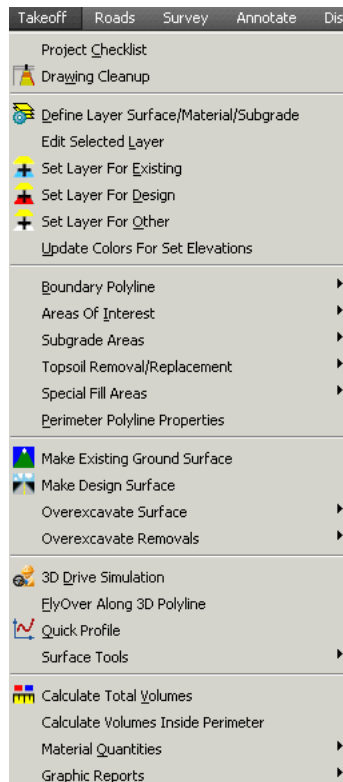 Takeoff Roads Survey Annotate Dis
Project Checklist
Drawing Cleanup
Define Layer Surface/Material/Subgrade
Edit Selected Layer
Set Layer For Existing
Set Layer For Design
Set Layer For Other
Update Colors For Set Elevations
Boundary Polyline
Areas Of Interest
Subgrade Areas
Topsoil Removal/Replacement
Special Fill Areas
Perimeter Polyline Properties
Make Existing Ground Surface
Make Design Surface
Overexcavate Surface
Overexcavate Removals
3D Drive Simulation
FlyOver Along 3D Polyline
Quick Profile
Surface Tools
Calculate Total Volumes
Calculate Volumes Inside Perimeter
Material Quantities
Graphic Reports